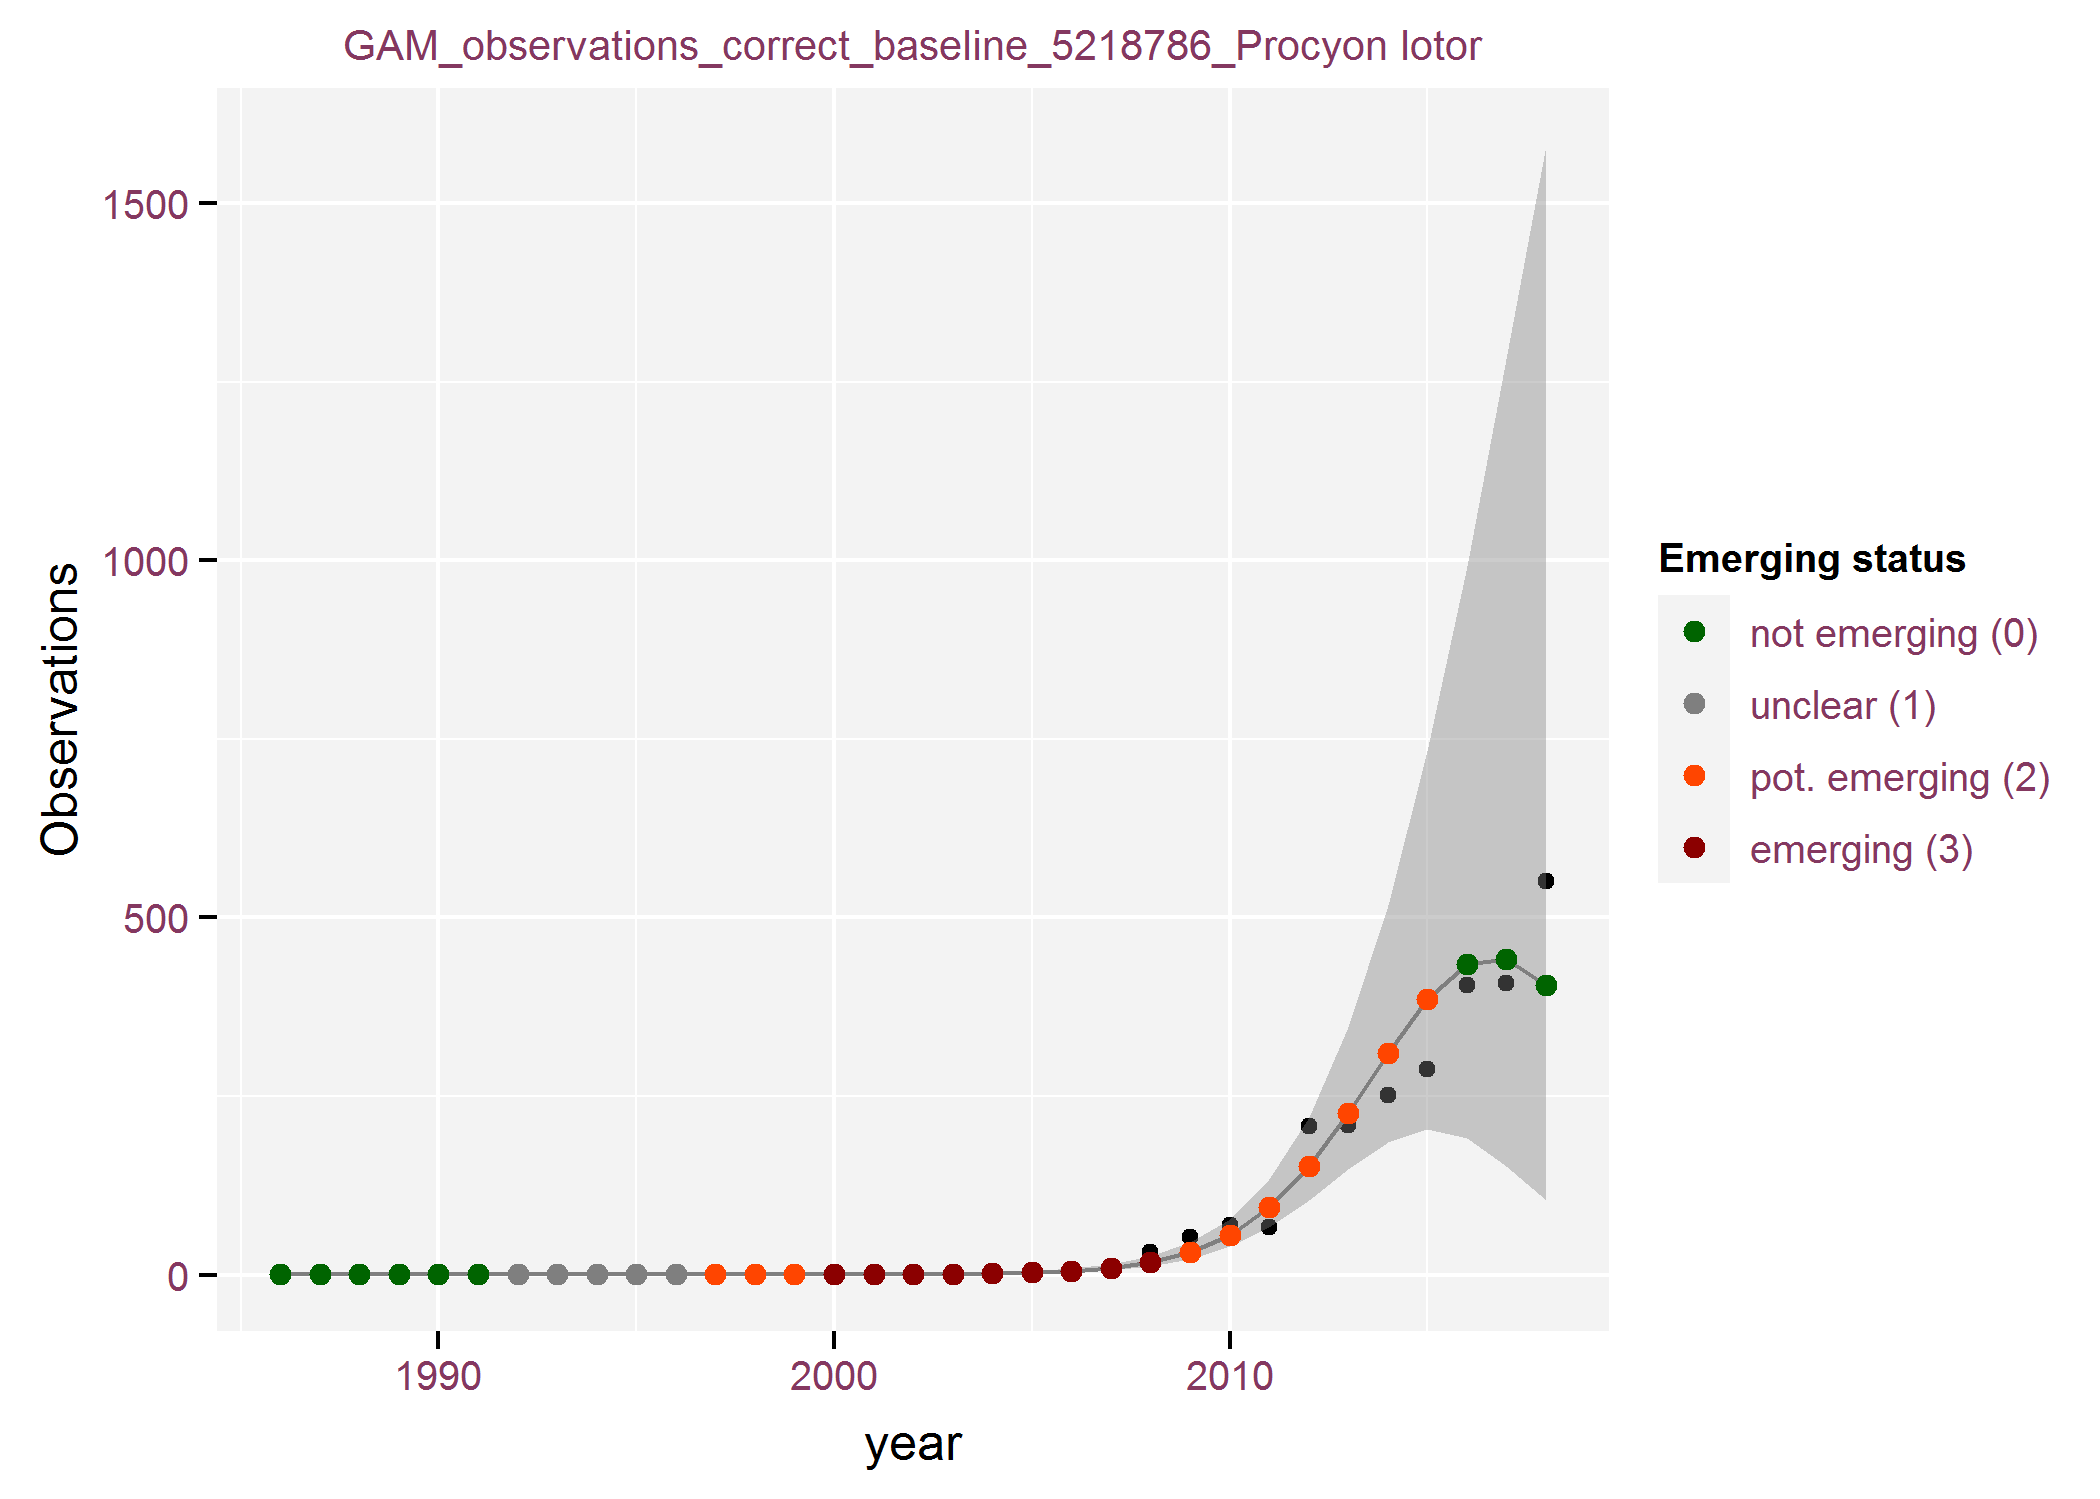 GAM_observations_correct_baseline_5218786_Procyon lotor
1500
1000
500
0
Observations
1990
2000
2010
year
Emerging status
not emerging (0)
unclear (1)
pot. emerging (2)
emerging (3)